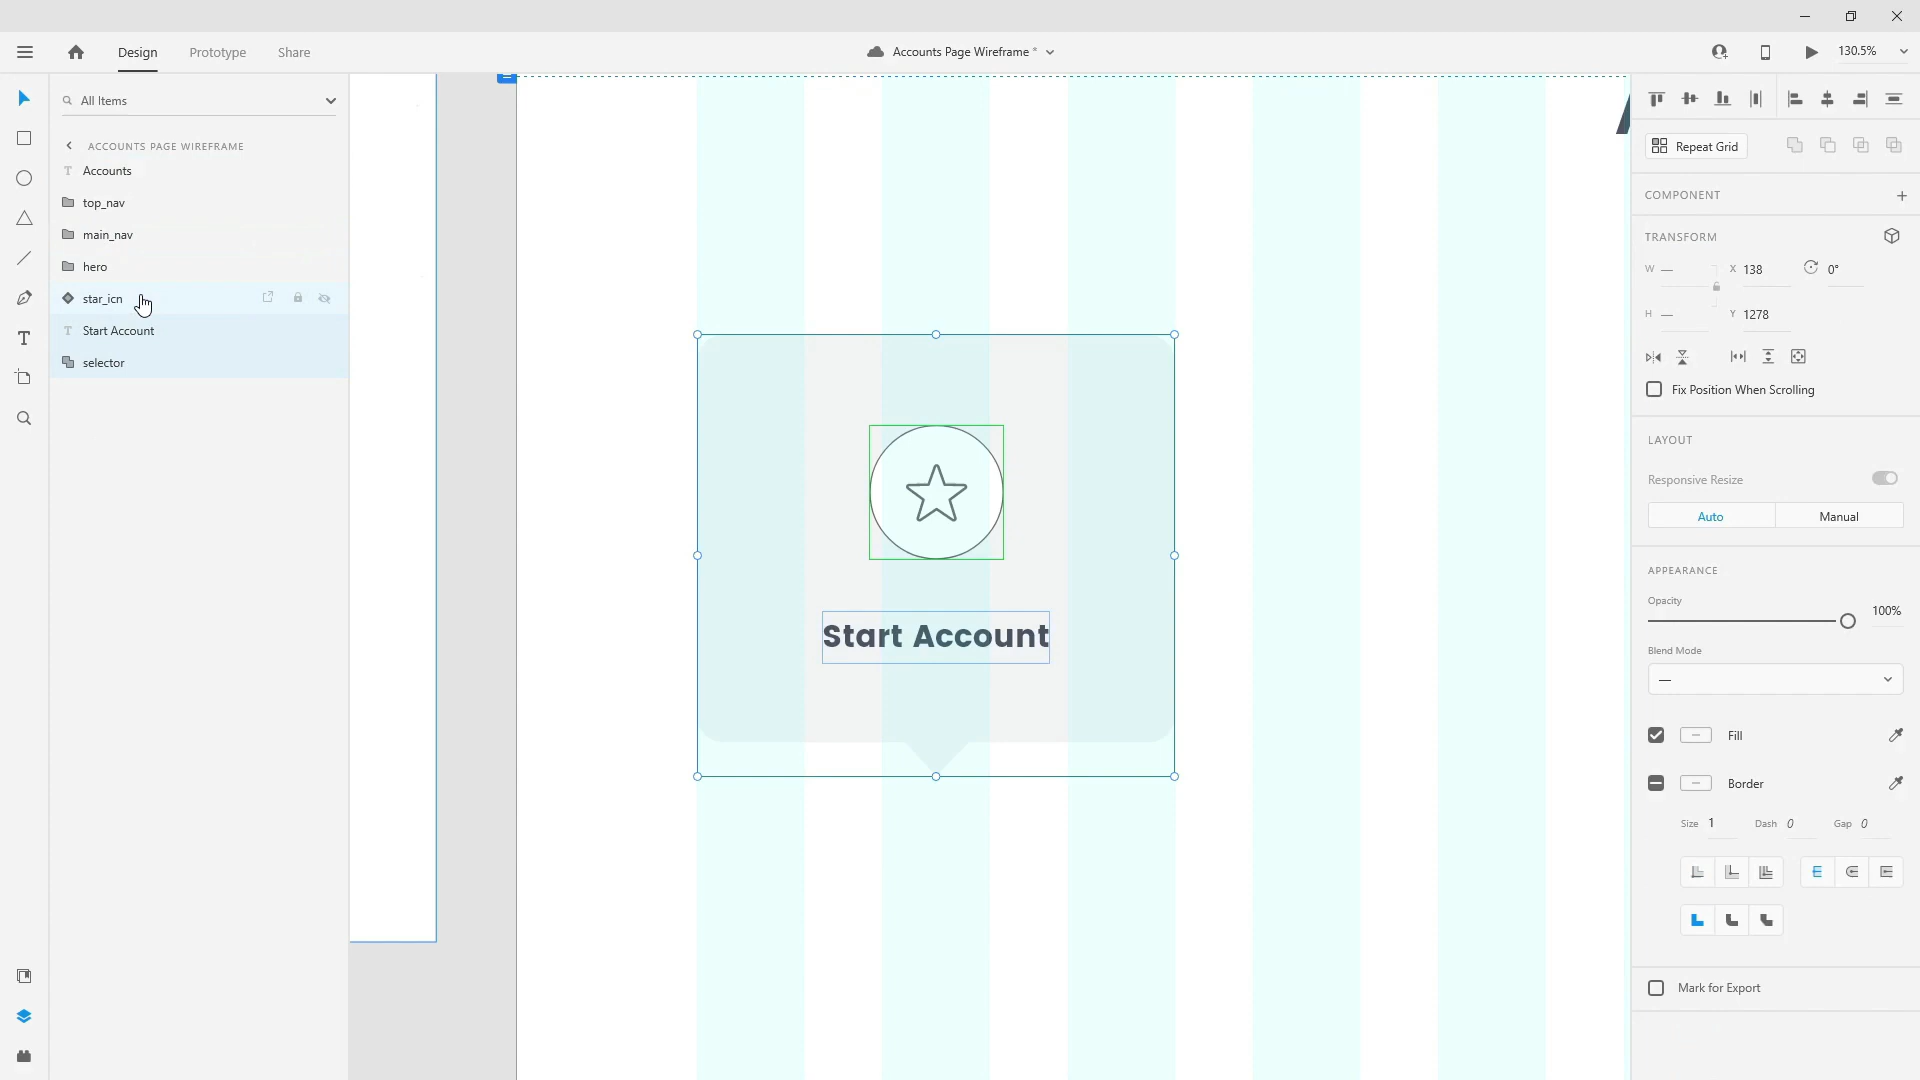 Design
Prototype
Share
Accounts Page Wireframe *
130.5%
All Items
ACCOUNTS PAGE WIREFRAME
Accounts
top_nav
main_nav
hero
star_icn
Start Account
selector
Start Account
Repeat Grid
COMPONENT
TRANSFORM
W — X 138 0°
H — Y 1278
Fix Position When Scrolling
LAYOUT
Responsive Resize
Auto Manual
APPEARANCE
Opacity
100%
Blend Mode
—
Fill
Border
Size 1 Dash 0 Gap 0
Mark for Export